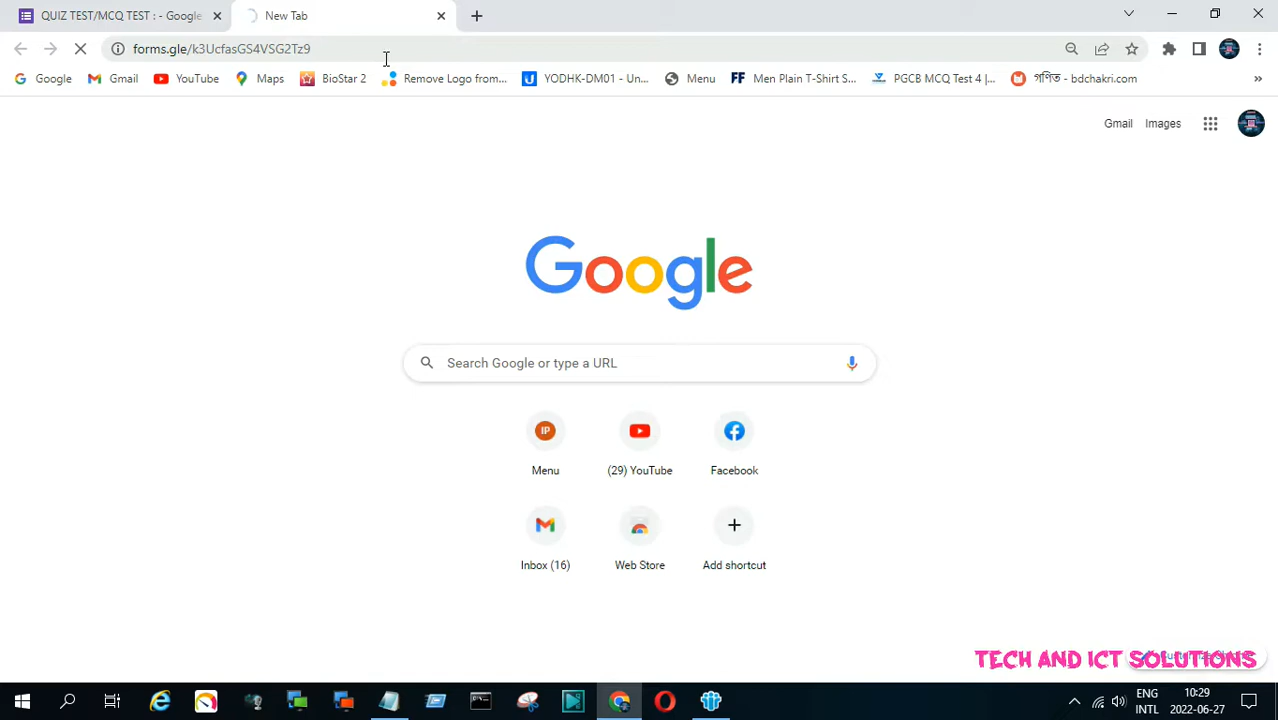 QUIZ TEST/MCQ TEST : - Google
New Tab
forms.gle/k3UcfasGS4VSG2Tz9
Google
Gmail
YouTube
Maps
BioStar 2
Remove Logo from...
YODHK-DM01 - Un...
Menu
FF Men Plain T-Shirt S...
PGCB MCQ Test 4 |...
গণিত - bdchakri.com
»
Gmail
Images
Google
Search Google or type a URL
IP
Menu
(29) YouTube
Facebook
Inbox (16)
Web Store
Add shortcut
TECH AND ICT SOLUTIONS
ENG
INTL
10:29
2022-06-27